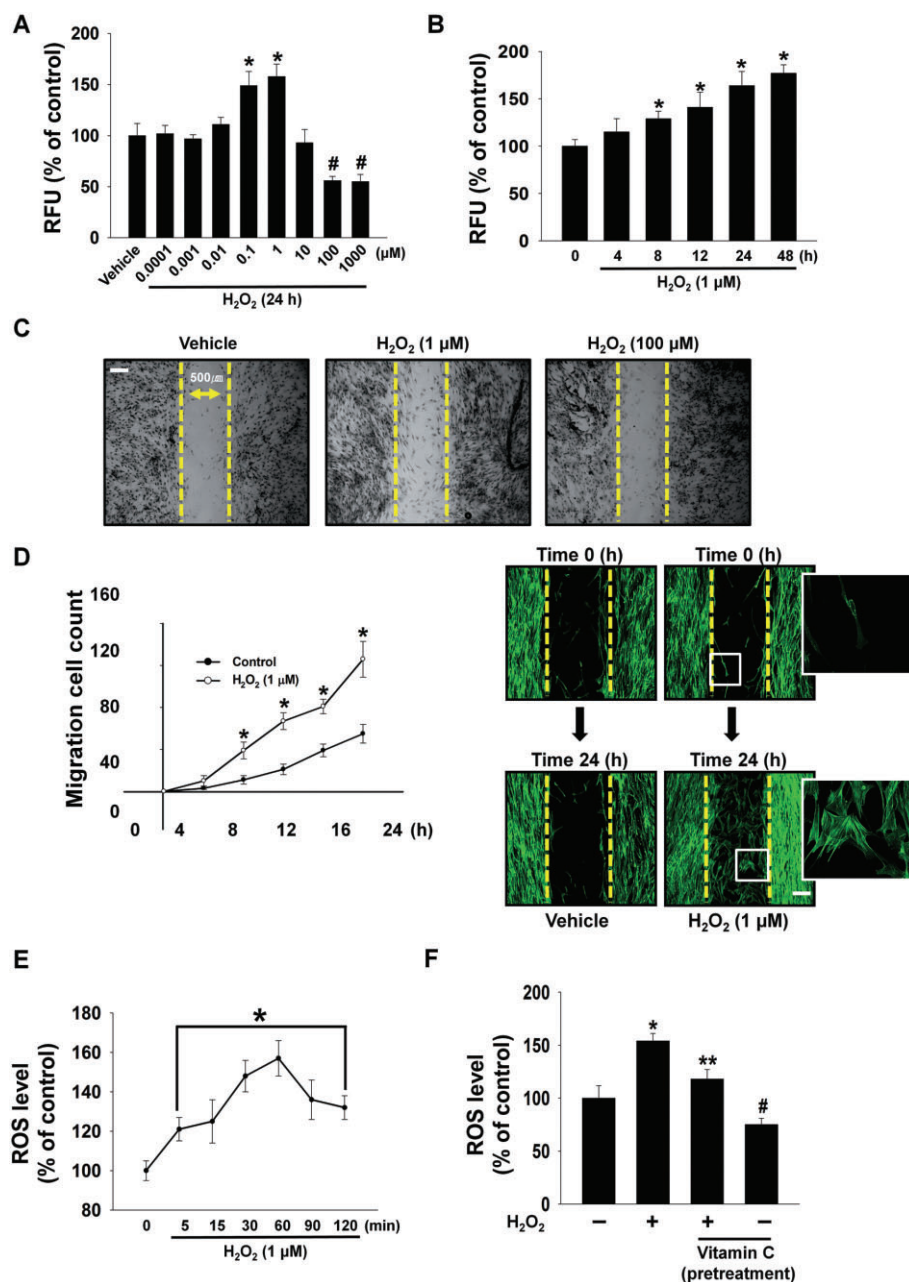 A
RFU (% of control)
200
150
100
50
0
* * # #
Vehicle 0.0001 0.001 0.01 0.1 1 10 100 1000 (μM)
H₂O₂ (24 h)
B
RFU (% of control)
200
150
100
50
0
* * * *
0 4 8 12 24 48 (h)
H₂O₂ (1 μM)
C
Vehicle H₂O₂ (1 μM) H₂O₂ (100 μM)
500㎛
D
Migration cell count
160
120
80
40
0
Control
H₂O₂ (1 μM)
* * * *
0 4 8 12 16 24 (h)
Time 0 (h) Time 0 (h)
Time 24 (h) Time 24 (h)
Vehicle H₂O₂ (1 μM)
E
ROS level
(% of control)
180
160
140
120
100
80
*
0 5 15 30 60 90 120 (min)
H₂O₂ (1 μM)
F
ROS level
(% of control)
200
150
100
50
0
* ** #
H₂O₂ − + + −
Vitamin C
(pretreatment)